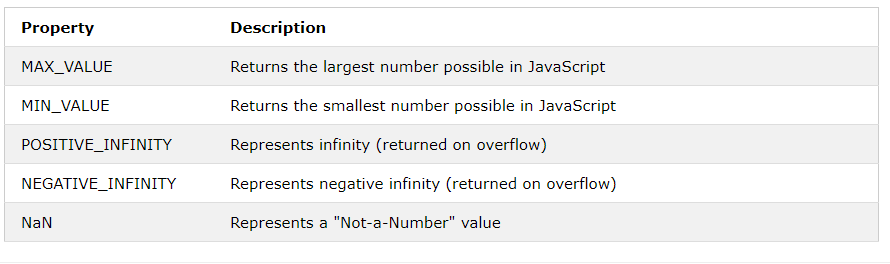 Property Description
MAX_VALUE Returns the largest number possible in JavaScript
MIN_VALUE Returns the smallest number possible in JavaScript
POSITIVE_INFINITY Represents infinity (returned on overflow)
NEGATIVE_INFINITY Represents negative infinity (returned on overflow)
NaN Represents a "Not-a-Number" value